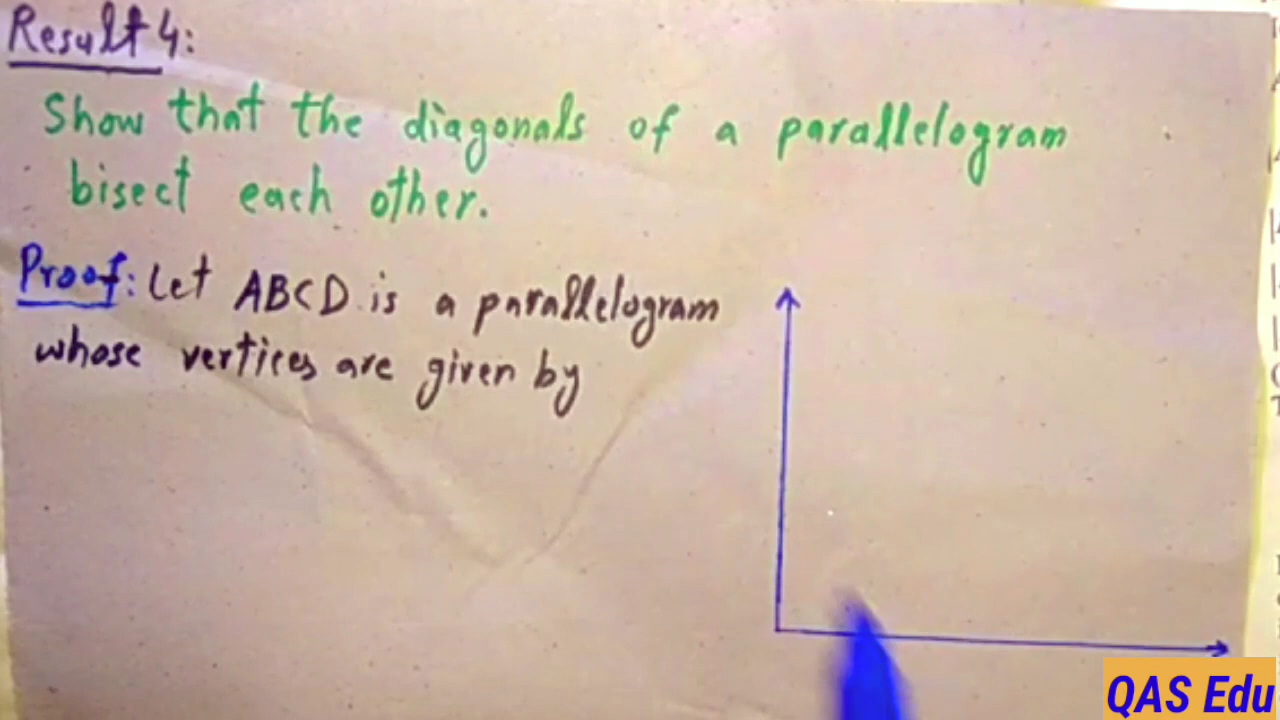 Result 4:
Show that the diagonals of a parallelogram
bisect each other.
Proof: Let ABCD is a parallelogram
whose vertices are given by
QAS Edu